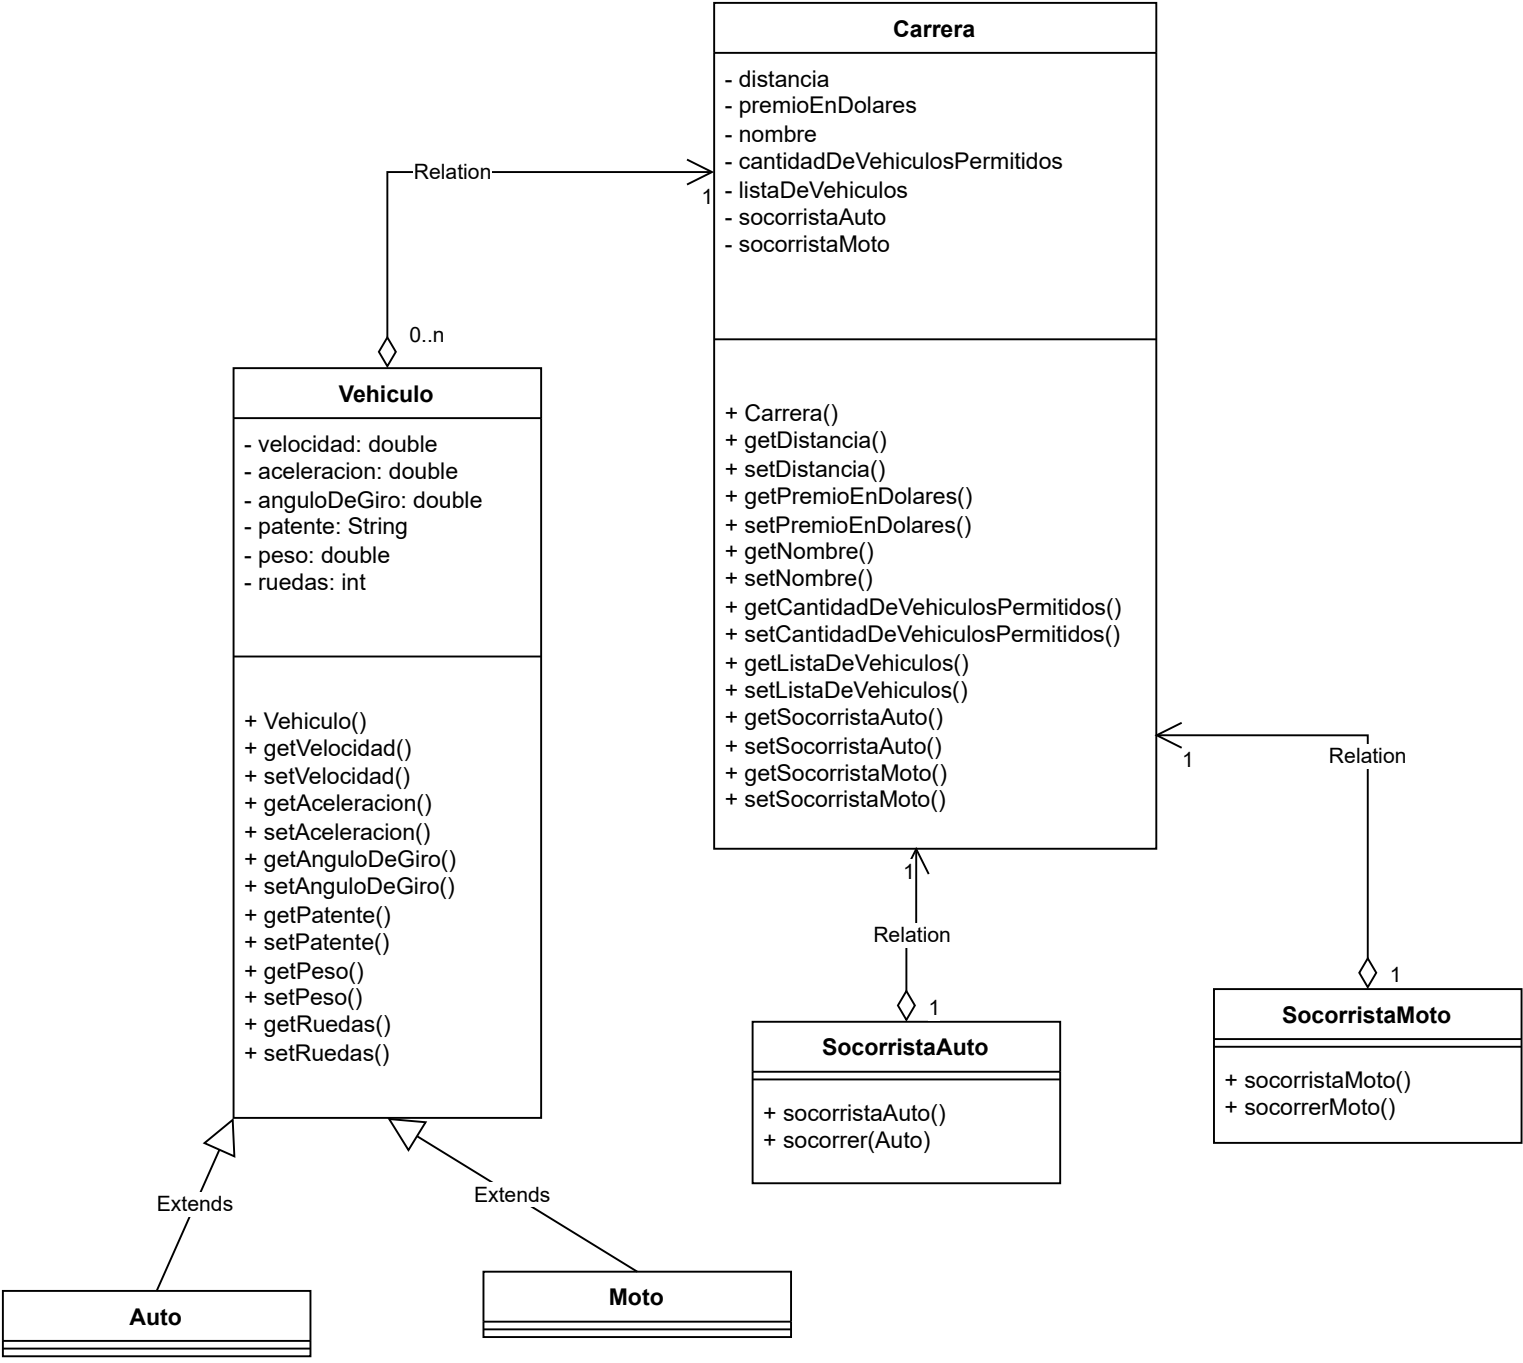 Carrera
- distancia
- premioEnDolares
- nombre
- cantidadDeVehiculosPermitidos
- listaDeVehiculos
- socorristaAuto
- socorristaMoto
+ Carrera()
+ getDistancia()
+ setDistancia()
+ getPremioEnDolares()
+ setPremioEnDolares()
+ getNombre()
+ setNombre()
+ getCantidadDeVehiculosPermitidos()
+ setCantidadDeVehiculosPermitidos()
+ getListaDeVehiculos()
+ setListaDeVehiculos()
+ getSocorristaAuto()
+ setSocorristaAuto()
+ getSocorristaMoto()
+ setSocorristaMoto()
Relation
1
0..n
Vehiculo
- velocidad: double
- aceleracion: double
- anguloDeGiro: double
- patente: String
- peso: double
- ruedas: int
+ Vehiculo()
+ getVelocidad()
+ setVelocidad()
+ getAceleracion()
+ setAceleracion()
+ getAnguloDeGiro()
+ setAnguloDeGiro()
+ getPatente()
+ setPatente()
+ getPeso()
+ setPeso()
+ getRuedas()
+ setRuedas()
1
Relation
1
Relation
1
SocorristaAuto
+ socorristaAuto()
+ socorrer(Auto)
1
SocorristaMoto
+ socorristaMoto()
+ socorrerMoto()
Extends
Extends
Auto
Moto